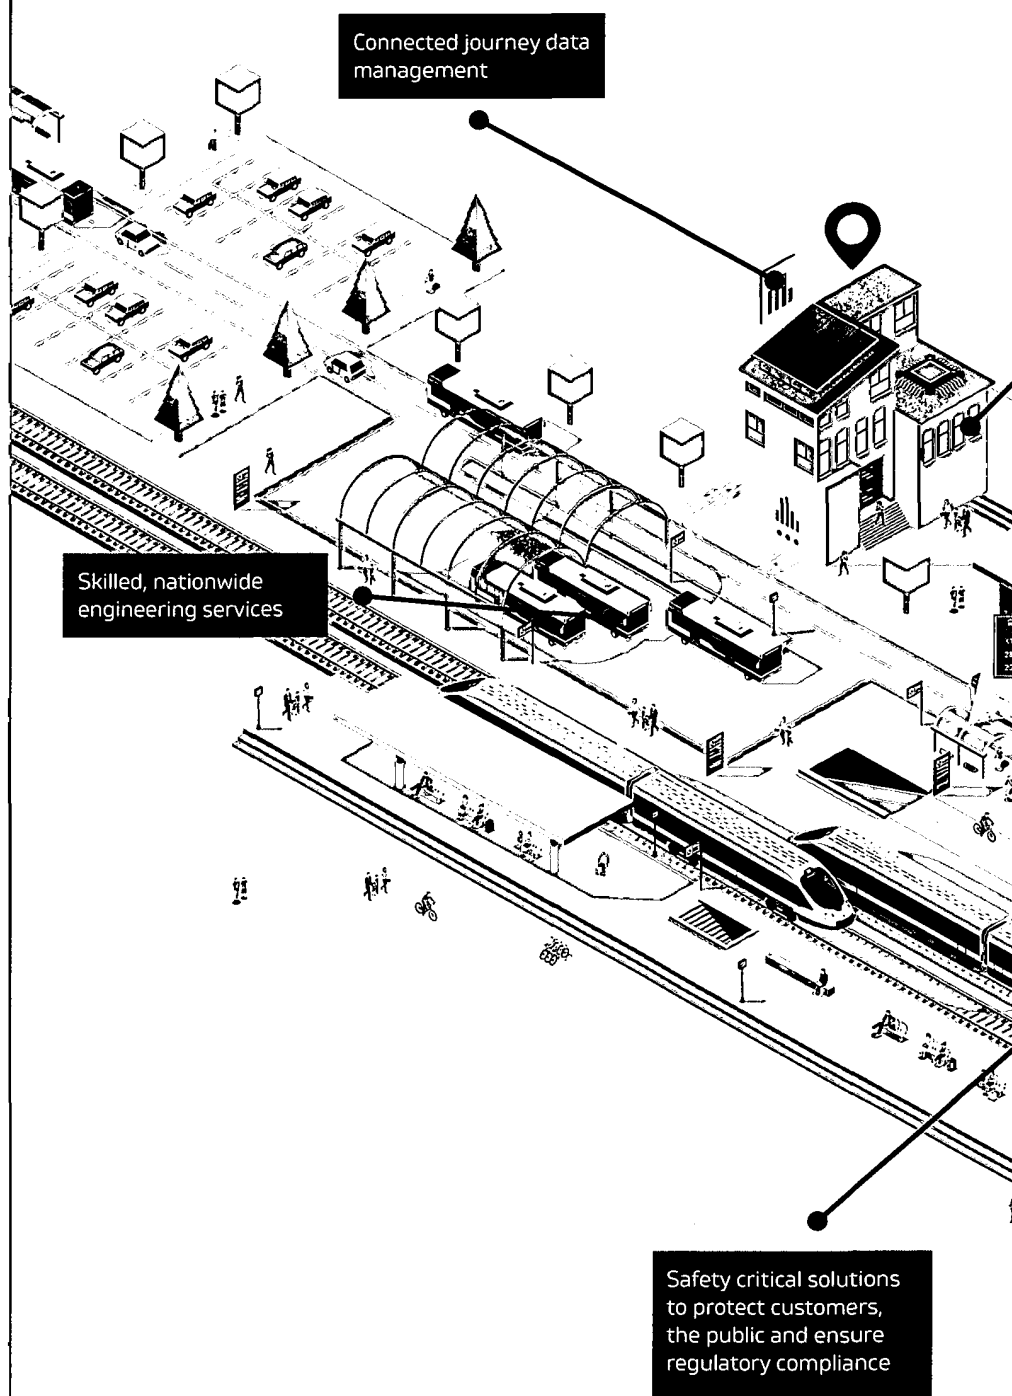 Connected journey data
management
Skilled, nationwide
engineering services
Safety critical solutions
to protect customers,
the public and ensure
regulatory compliance